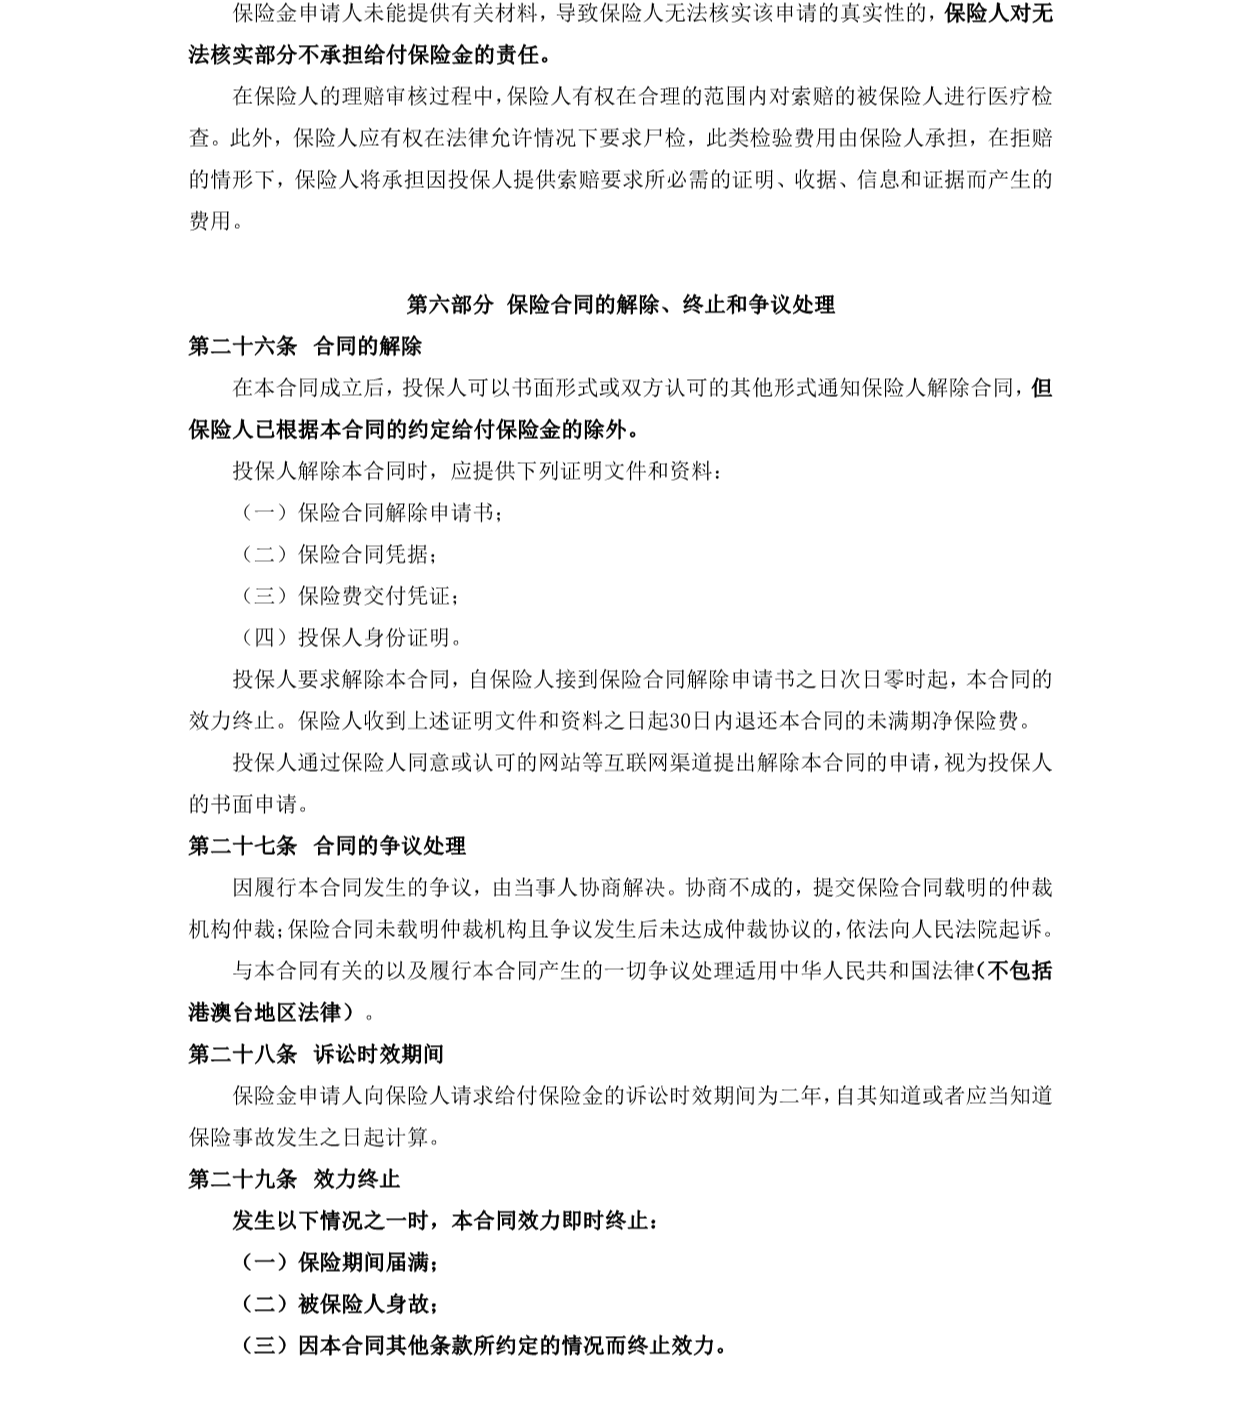 保险金申请人未能提供有关材料，导致保险人无法核实该申请的真实性的，保险人对无
法核实部分不承担给付保险金的责任。
在保险人的理赔审核过程中，保险人有权在合理的范围内对索赔的被保险人进行医疗检
查。此外，保险人应有权在法律允许情况下要求尸检，此类检验费用由保险人承担，在拒赔
的情形下，保险人将承担因投保人提供索赔要求所必需的证明、收据、信息和证据而产生的
费用。
第六部分 保险合同的解除、终止和争议处理
第二十六条 合同的解除
在本合同成立后，投保人可以书面形式或双方认可的其他形式通知保险人解除合同，但
保险人已根据本合同的约定给付保险金的除外。
投保人解除本合同时，应提供下列证明文件和资料：
（一）保险合同解除申请书；
（二）保险合同凭据；
（三）保险费交付凭证；
（四）投保人身份证明。
投保人要求解除本合同，自保险人接到保险合同解除申请书之日次日零时起，本合同的
效力终止。保险人收到上述证明文件和资料之日起30日内退还本合同的未满期净保险费。
投保人通过保险人同意或认可的网站等互联网渠道提出解除本合同的申请，视为投保人
的书面申请。
第二十七条 合同的争议处理
因履行本合同发生的争议，由当事人协商解决。协商不成的，提交保险合同载明的仲裁
机构仲裁；保险合同未载明仲裁机构且争议发生后未达成仲裁协议的，依法向人民法院起诉。
与本合同有关的以及履行本合同产生的一切争议处理适用中华人民共和国法律（不包括
港澳台地区法律）。
第二十八条 诉讼时效期间
保险金申请人向保险人请求给付保险金的诉讼时效期间为二年，自其知道或者应当知道
保险事故发生之日起计算。
第二十九条 效力终止
发生以下情况之一时，本合同效力即时终止：
（一）保险期间届满；
（二）被保险人身故；
（三）因本合同其他条款所约定的情况而终止效力。